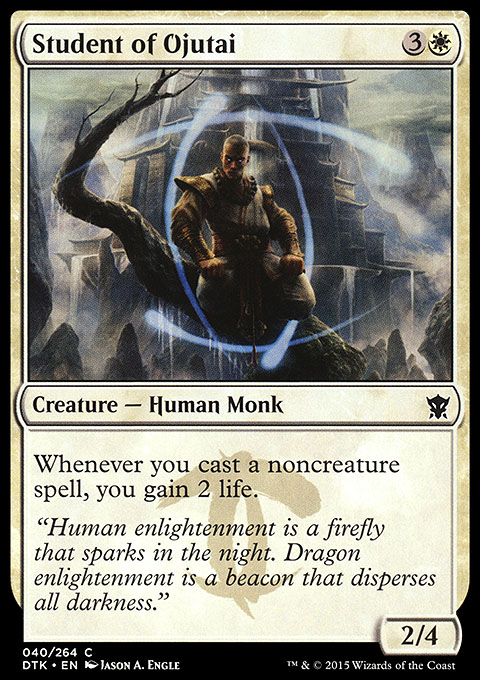 Student of Ojutai 3
Creature — Human Monk
Whenever you cast a noncreature
spell, you gain 2 life.
“Human enlightenment is a firefly
that sparks in the night. Dragon
enlightenment is a beacon that disperses
all darkness.”
2/4
040/264 C
DTK • EN Jason A. Engle
™ & © 2015 Wizards of the Coast